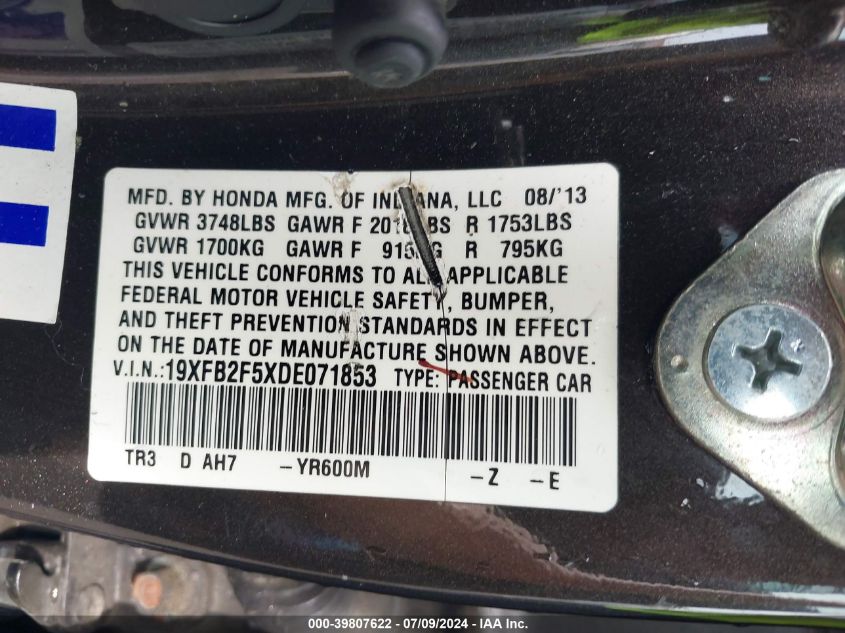 MFD. BY HONDA MFG. OF INDIANA, LLC 08/'13
GVWR 3748LBS GAWR F R 1753LBS
GVWR 1700KG GAWR F R 795KG
THIS VEHICLE CONFORMS TO ALL APPLICABLE
FEDERAL MOTOR VEHICLE SAFETY, BUMPER,
AND THEFT PREVENTION STANDARDS IN EFFECT
ON THE DATE OF MANUFACTURE SHOWN ABOVE.
V.I.N.:19XFB2F5XDE071853 TYPE: PASSENGER CAR
TR3 D AH7 -YR600M -Z -E
000-39807622 / 07/09/2024 - IAA Inc.